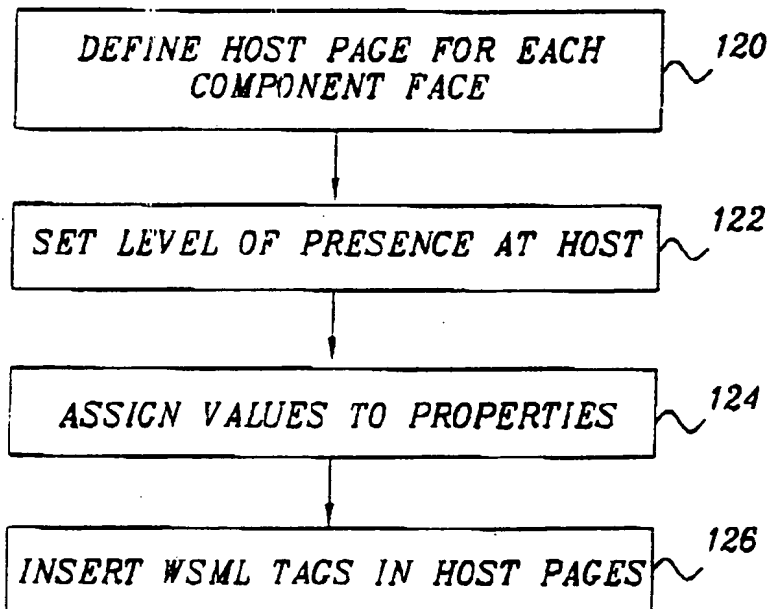 DEFINE HOST PAGE FOR EACH
COMPONENT FACE
120
SET LEVEL OF PRESENCE AT HOST
122
ASSIGN VALUES TO PROPERTIES
124
INSERT WSML TAGS IN HOST PAGES
126